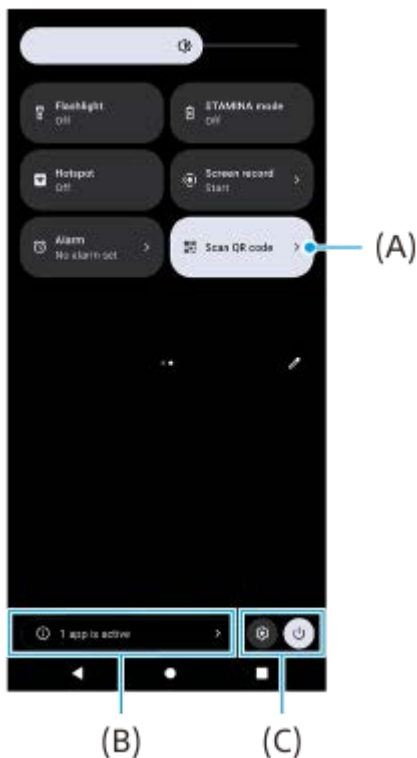 Flashlight
Off
STAMINA mode
Off
Hotspot
Off
Screen record
Start
Alarm
No alarm set
Scan QR code
(A)
1 app is active
(B)
(C)